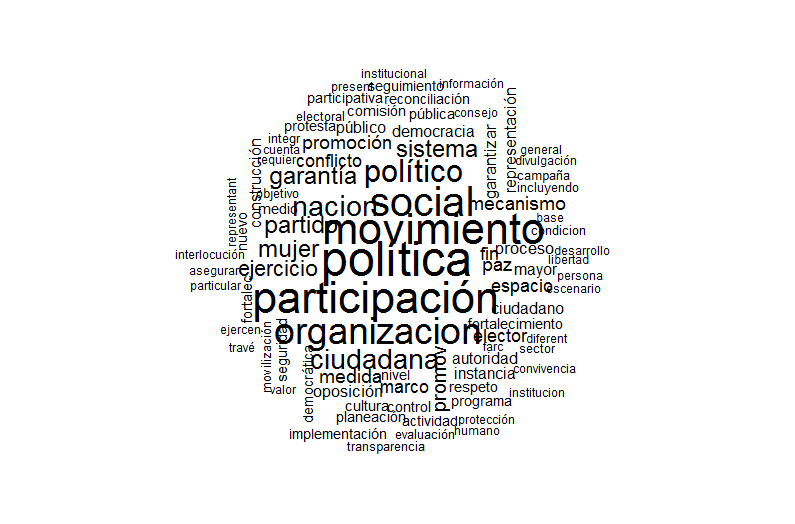 institucional
present
seguimiento
información
participativa
reconciliación
electoral
comisión
pública
consejo
protesta
público
democracia
integr
promoción
sistema
garantizar
representación
cuenta
requier
conflicto
construcción
garantía
político
general
divulgación
campaña
incluyendo
objetivo
medio
nacion
social
mecanismo
representant
nuevo
partido
movimiento
base
condicion
interlocución
mujer
política
fin
proceso
desarrollo
libertad
aseguran
ejercicio
paz
mayor
persona
particular
fortalec
participación
espacio
escenario
ciudadano
ejercen
organizacion
fortalecimiento
elector
farc
diferent
travé
movilización
seguridad
ciudadana
promov
autoridad
sector
medida
nivel
instancia
convivencia
valor
democrática
oposición
marco
respeto
institucion
cultura
control
programa
planeación
actividad
protección
implementación
evaluación
humano
transparencia